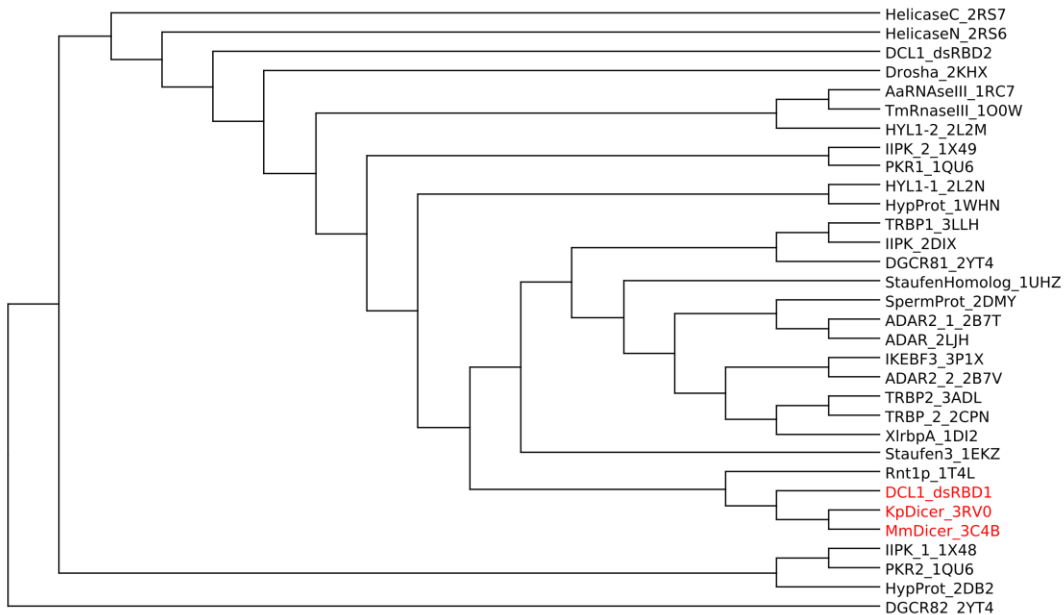 HelicaseC_2RS7
HelicaseN_2RS6
DCL1_dsRBD2
Drosha_2KHX
AaRNAseIII_1RC7
TmRnaseIII_1O0W
HYL1-2_2L2M
IIPK_2_1X49
PKR1_1QU6
HYL1-1_2L2N
HypProt_1WHN
TRBP1_3LLH
IIPK_2DIX
DGCR81_2YT4
StaufenHomolog_1UHZ
SpermProt_2DMY
ADAR2_1_2B7T
ADAR_2LJH
IKEBF3_3P1X
ADAR2_2_2B7V
TRBP2_3ADL
TRBP_2_2CPN
XlrbpA_1DI2
Staufen3_1EKZ
Rnt1p_1T4L
DCL1_dsRBD1
KpDicer_3RV0
MmDicer_3C4B
IIPK_1_1X48
PKR2_1QU6
HypProt_2DB2
DGCR82_2YT4